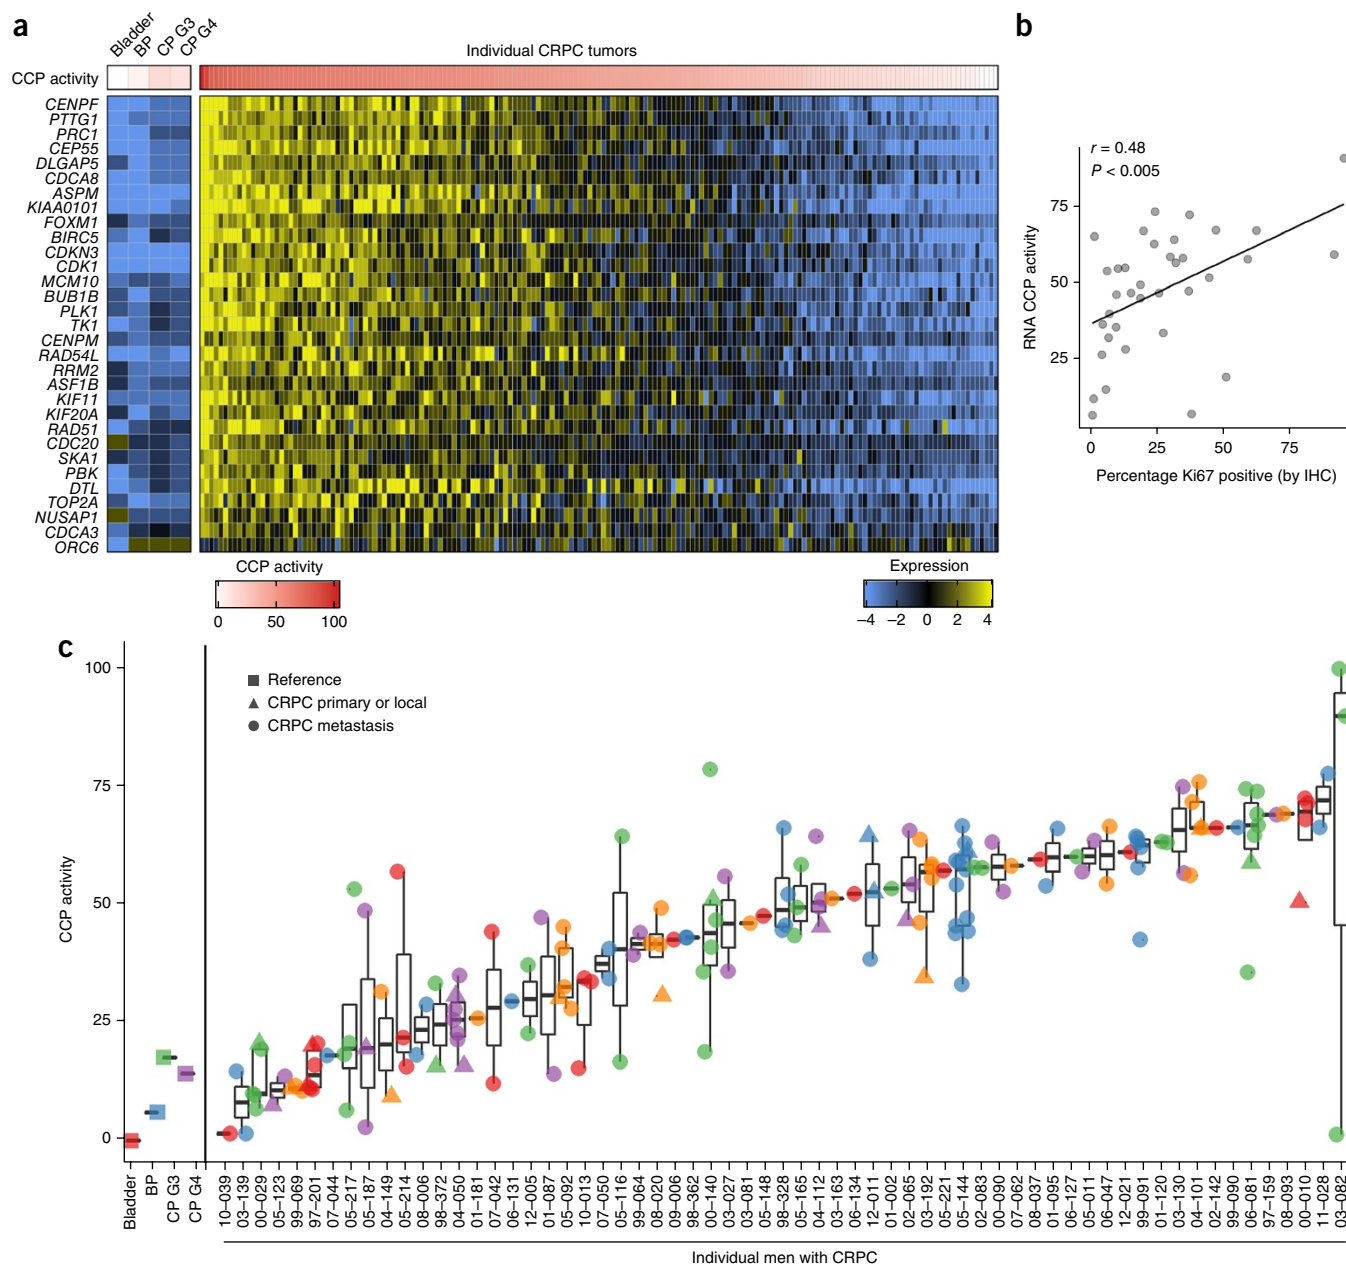 a
Bladder
BP
CP G3
CP G4
Individual CRPC tumors
CCP activity
CENPF
PTTG1
PRC1
CEP55
DLGAP5
CDCA8
ASPM
KIAA0101
FOXM1
BIRC5
CDKN3
CDK1
MCM10
BUB1B
PLK1
TK1
CENPM
RAD54L
RRM2
ASF1B
KIF11
KIF20A
RAD51
CDC20
SKA1
PBK
DTL
TOP2A
NUSAP1
CDCA3
ORC6
CCP activity
0 50 100
Expression
−4 −2 0 2 4
b
r = 0.48
P < 0.005
RNA CCP activity
75
50
25
0 25 50 75
Percentage Ki67 positive (by IHC)
c
Reference
CRPC primary or local
CRPC metastasis
CCP activity
100
75
50
25
0
Bladder
BP
CP G3
CP G4
10-039
03-139
00-029
05-123
99-069
97-201
07-044
05-217
05-187
04-149
05-214
08-006
98-372
04-050
01-181
07-042
06-131
12-005
01-087
05-092
10-013
07-050
05-116
99-064
08-020
09-006
98-362
00-140
03-027
03-081
05-148
98-328
05-165
04-112
03-163
06-134
12-011
01-002
02-065
03-192
05-221
05-144
02-083
00-090
07-062
08-037
01-095
06-127
05-011
06-047
12-021
99-091
01-120
03-130
04-101
02-142
99-090
06-081
97-159
08-093
00-010
11-028
03-082
Individual men with CRPC